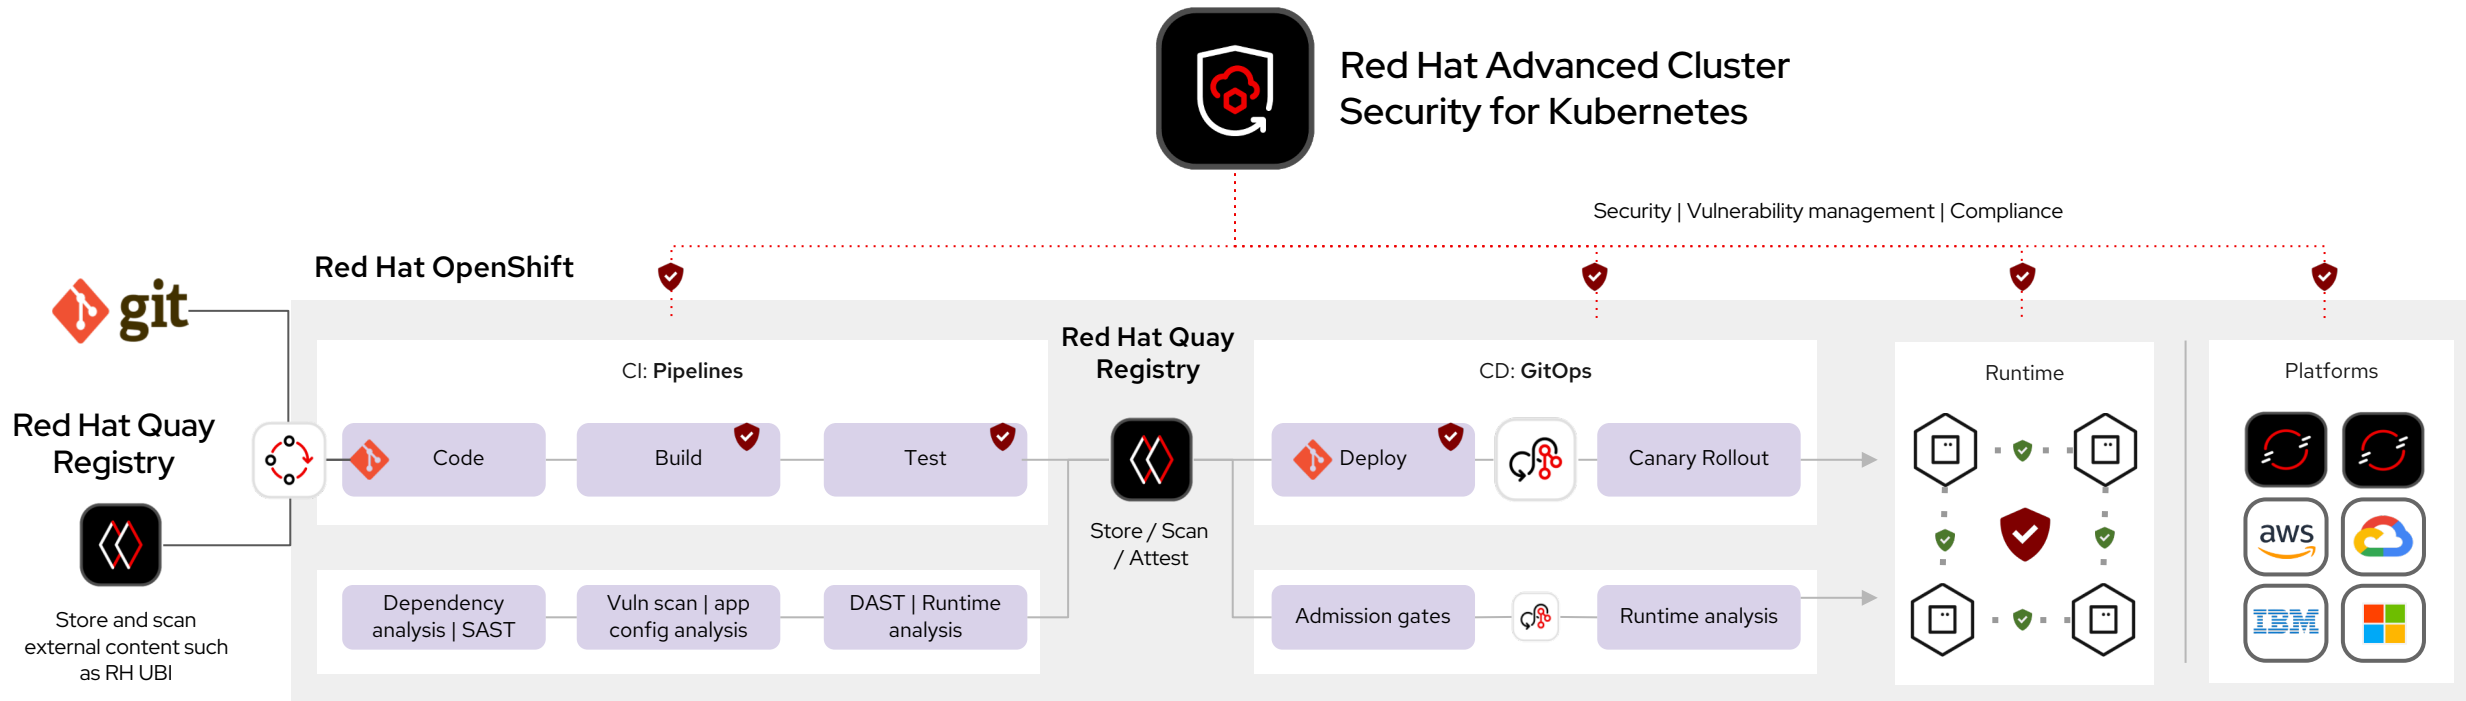 Red Hat Advanced Cluster
Security for Kubernetes
Security | Vulnerability management | Compliance
Red Hat OpenShift
git
Red Hat Quay
Registry
Store and scan
external content such
as RH UBI
CI: Pipelines
Code
Build
Test
Dependency
analysis | SAST
Vuln scan | app
config analysis
DAST | Runtime
analysis
Red Hat Quay
Registry
Store / Scan
/ Attest
CD: GitOps
Deploy
Canary Rollout
Admission gates
Runtime analysis
Runtime
Platforms
aws
IBM